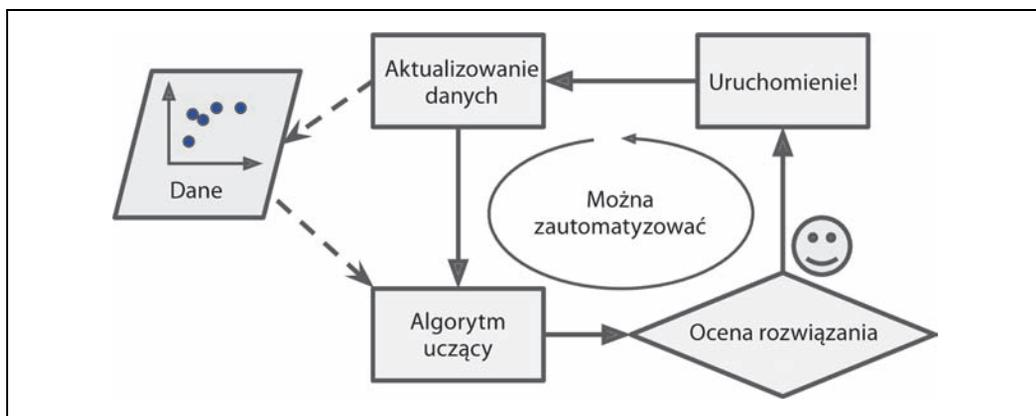 Aktualizowanie
danych
Uruchomienie!
Dane
Można
zautomatyzować
Algorytm
uczący
Ocena rozwiązania